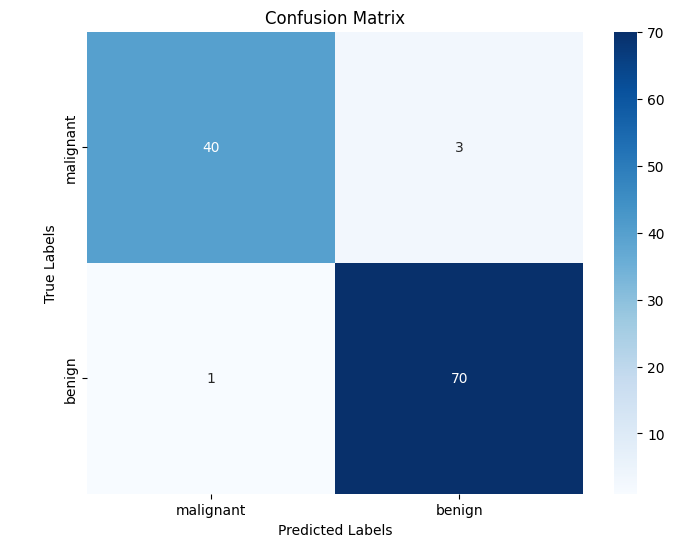 Confusion Matrix
True Labels
malignant
benign
40
3
1
70
malignant
benign
Predicted Labels
70
60
50
40
30
20
10